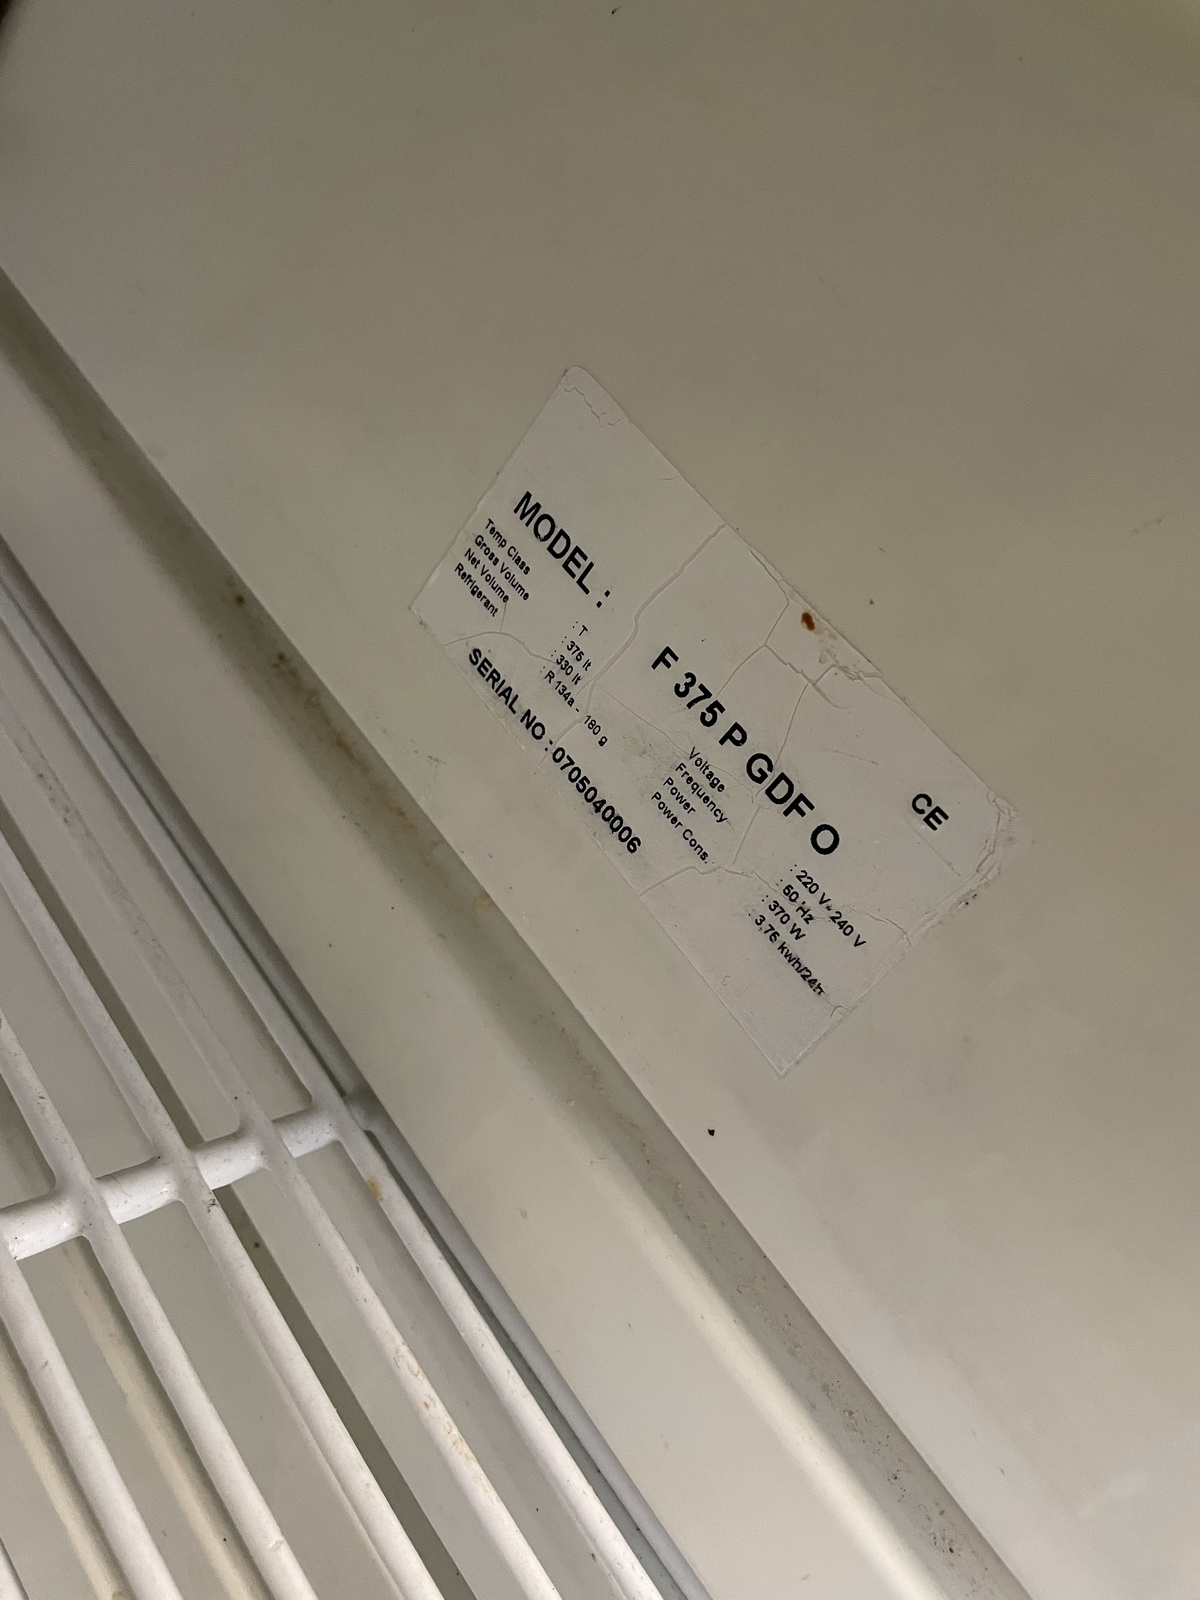 CE
MODEL : F 375 P GDF O
Temp Class : T
Gross Volume : 375 lt
Net Volume : 330 lt
Refrigerant : R 134a - 180 g
Voltage : 220 V- 240 V
Frequency : 50 Hz
Power : 370 W
Power Cons. : 3,76 kwh/24h
SERIAL NO : 0705040006